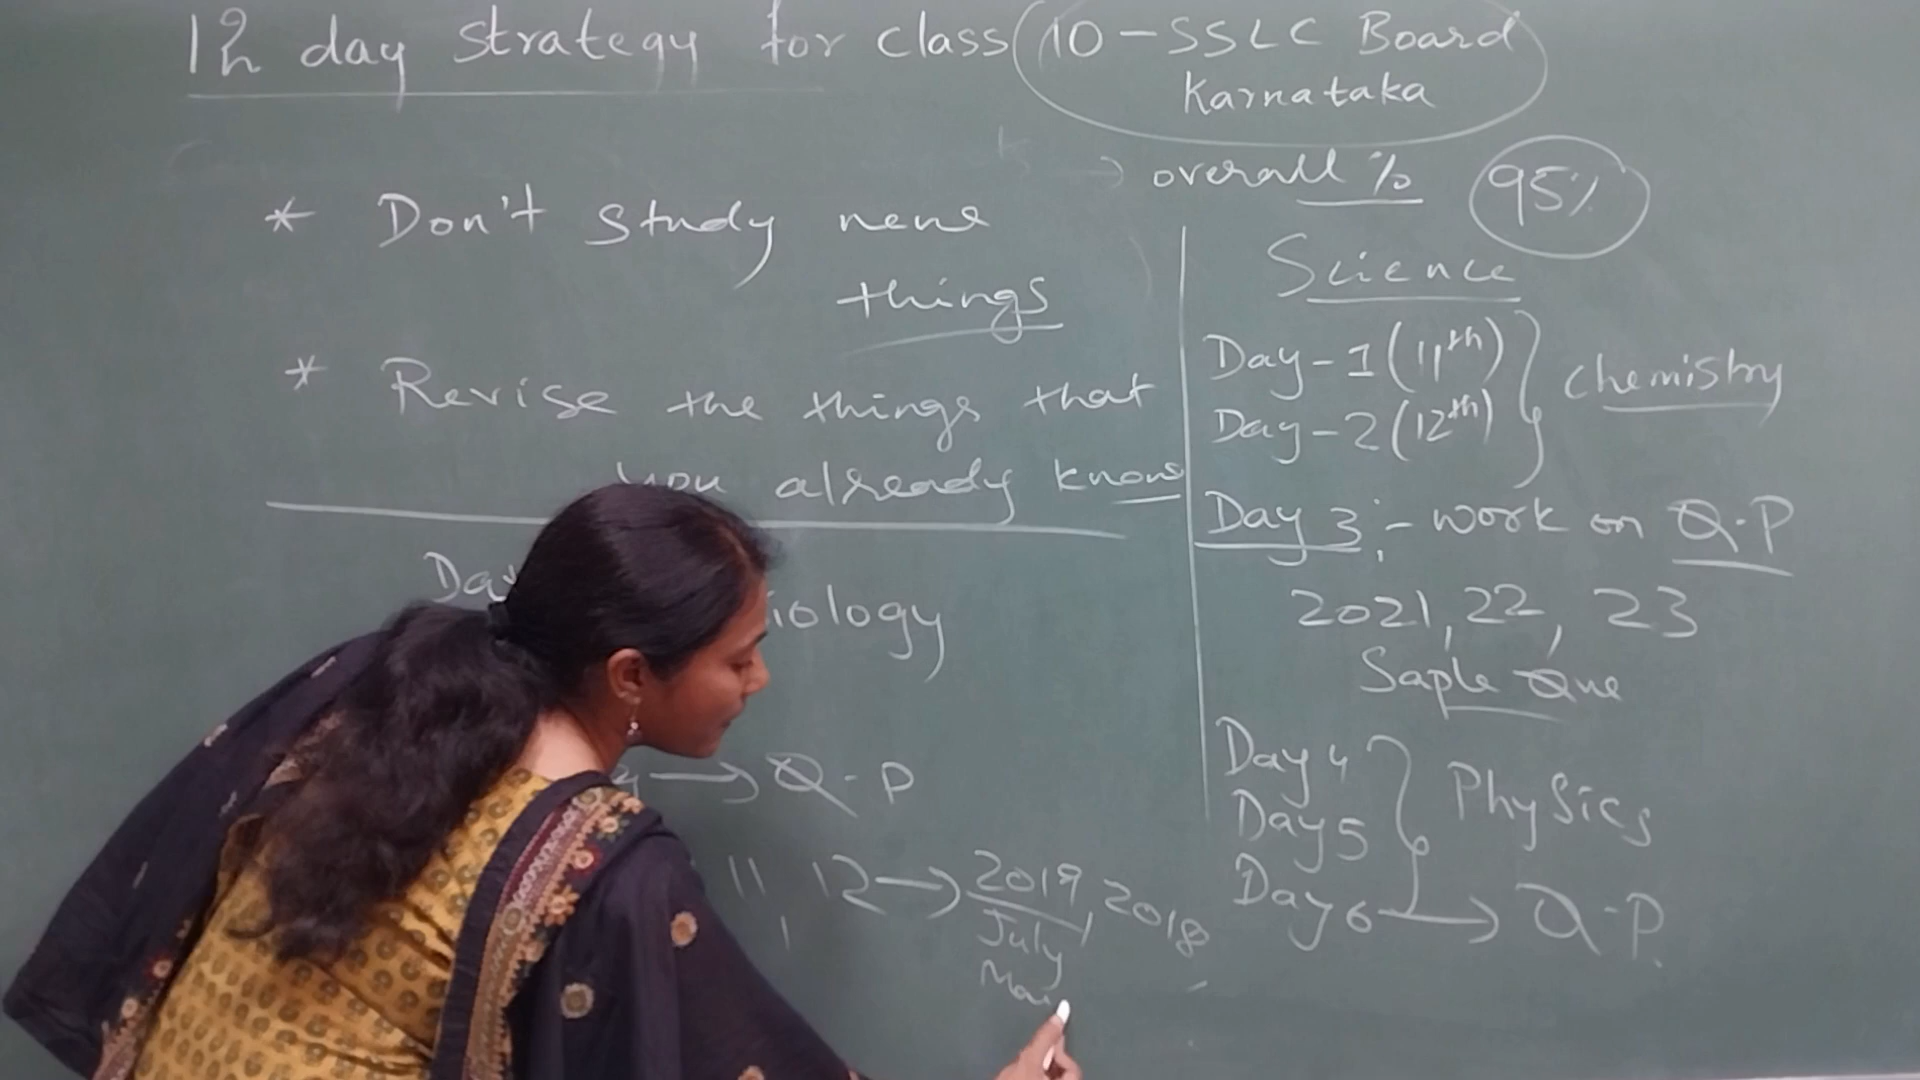 12 day strategy for class 10 - SSLC Board
Karnataka
→ overall % 95%
* Don't study new
things
* Revise the things that
you already know
Day
iology
→ Q.P
11, 12 → 2019, 2018
July
Science
Day - 1 (11th)
Day - 2 (12th)
Chemistry
Day 3 :- work on Q.P
2021, 22, 23
Saple Que
Day 4
Day 5
Physics
Day 6 → Q.P.